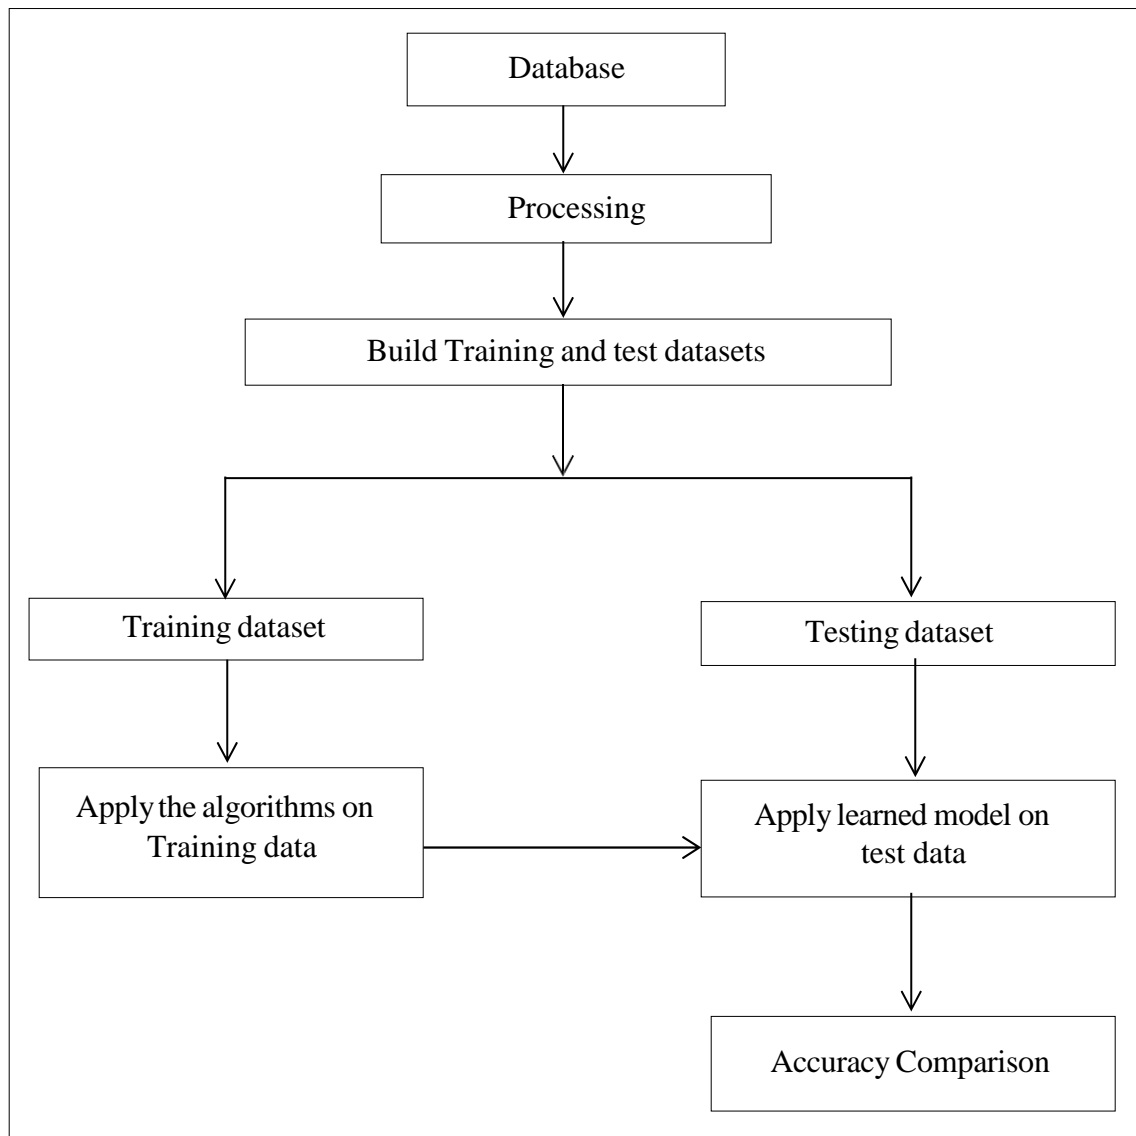 Database
Processing
Build Training and test datasets
Training dataset
Testing dataset
Apply the algorithms on
Training data
Apply learned model on
test data
Accuracy Comparison